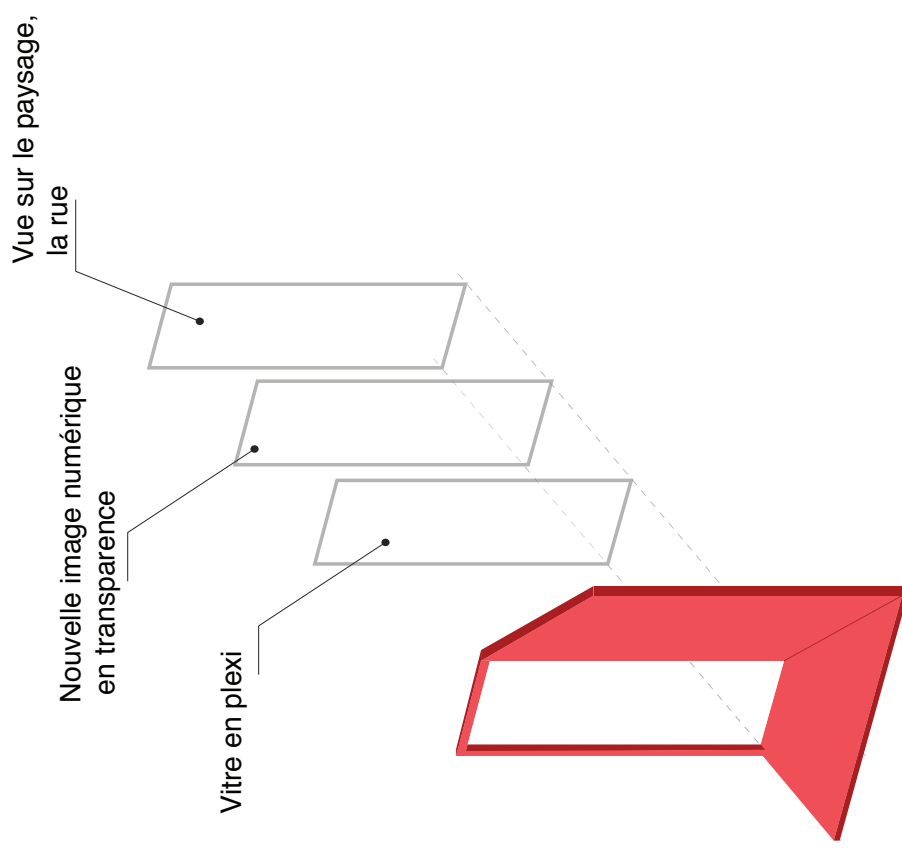 Vue sur le paysage,
la rue
Nouvelle image numérique
en transparence
Vitre en plexi